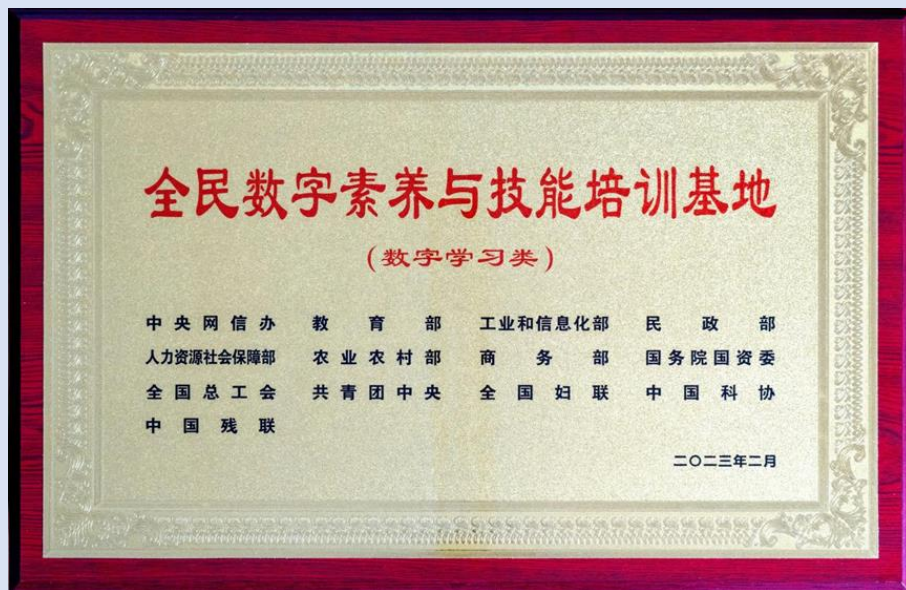 全民数字素养与技能培训基地
(数字学习类)
中央网信办 教育部 工业和信息化部 民政部
人力资源社会保障部 农业农村部 商务部 国务院国资委
全国总工会 共青团中央 全国妇联 中国科协
中国残联
二〇二三年二月